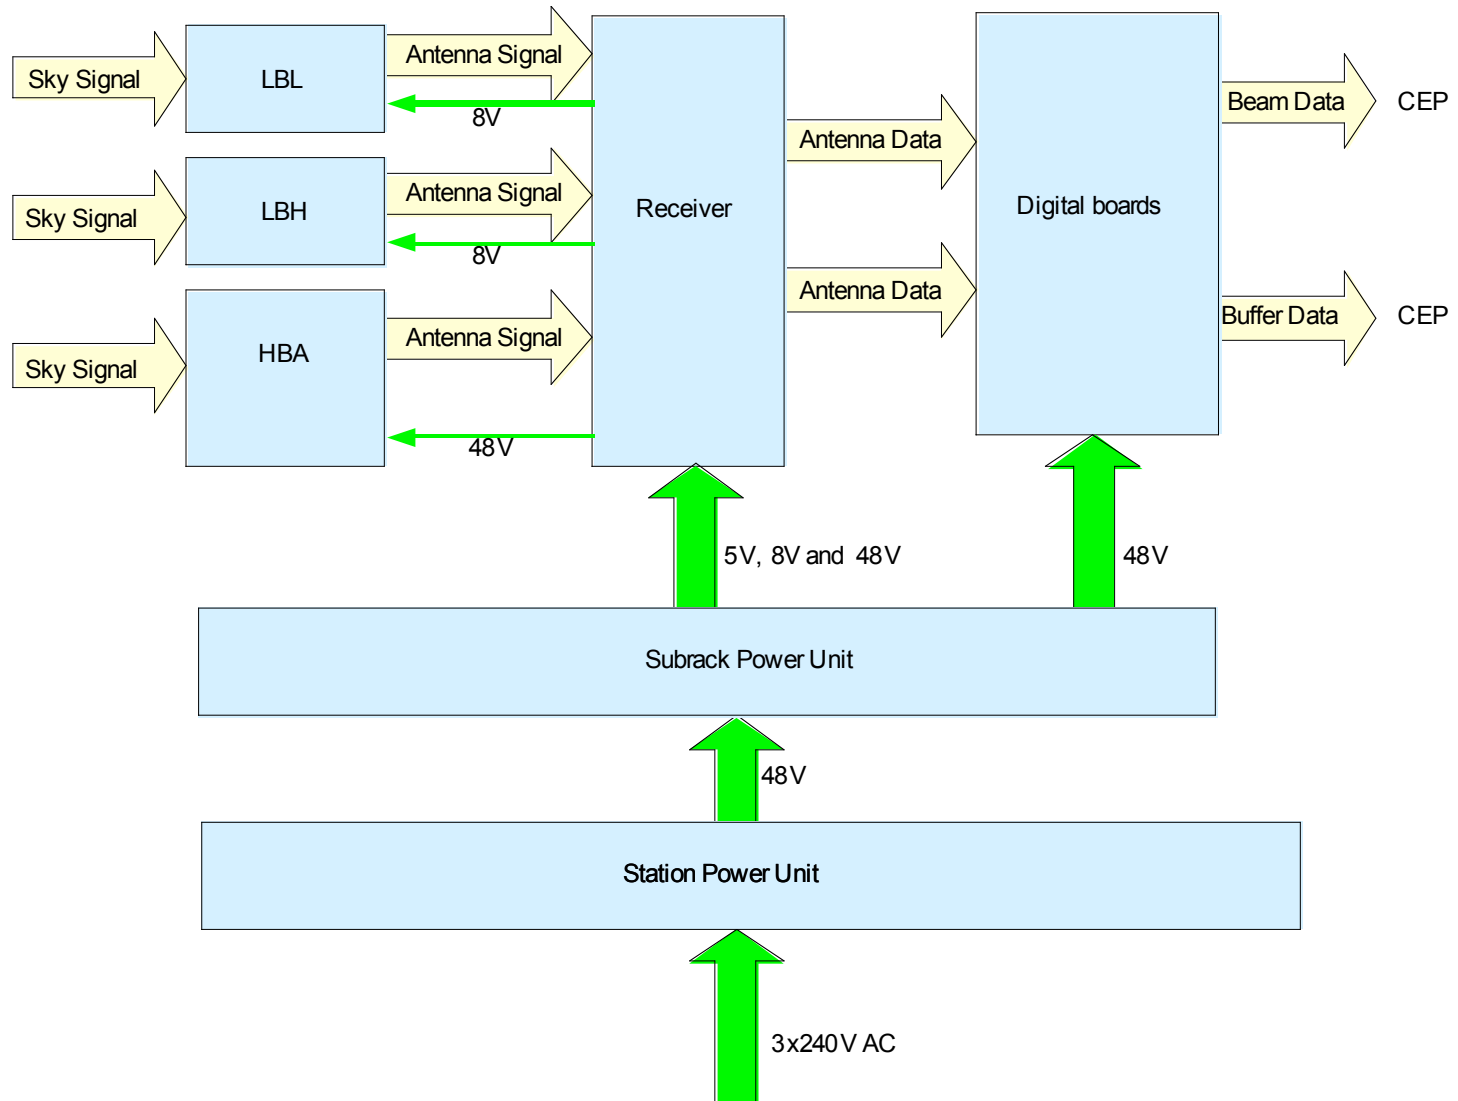 Sky Signal
LBL
Antenna Signal
8V
Sky Signal
LBH
Antenna Signal
8V
Sky Signal
HBA
Antenna Signal
48V
Receiver
Antenna Data
Antenna Data
Digital boards
Beam Data
CEP
Buffer Data
CEP
5V, 8V and 48V
48V
Subrack Power Unit
48V
Station Power Unit
3x240V AC